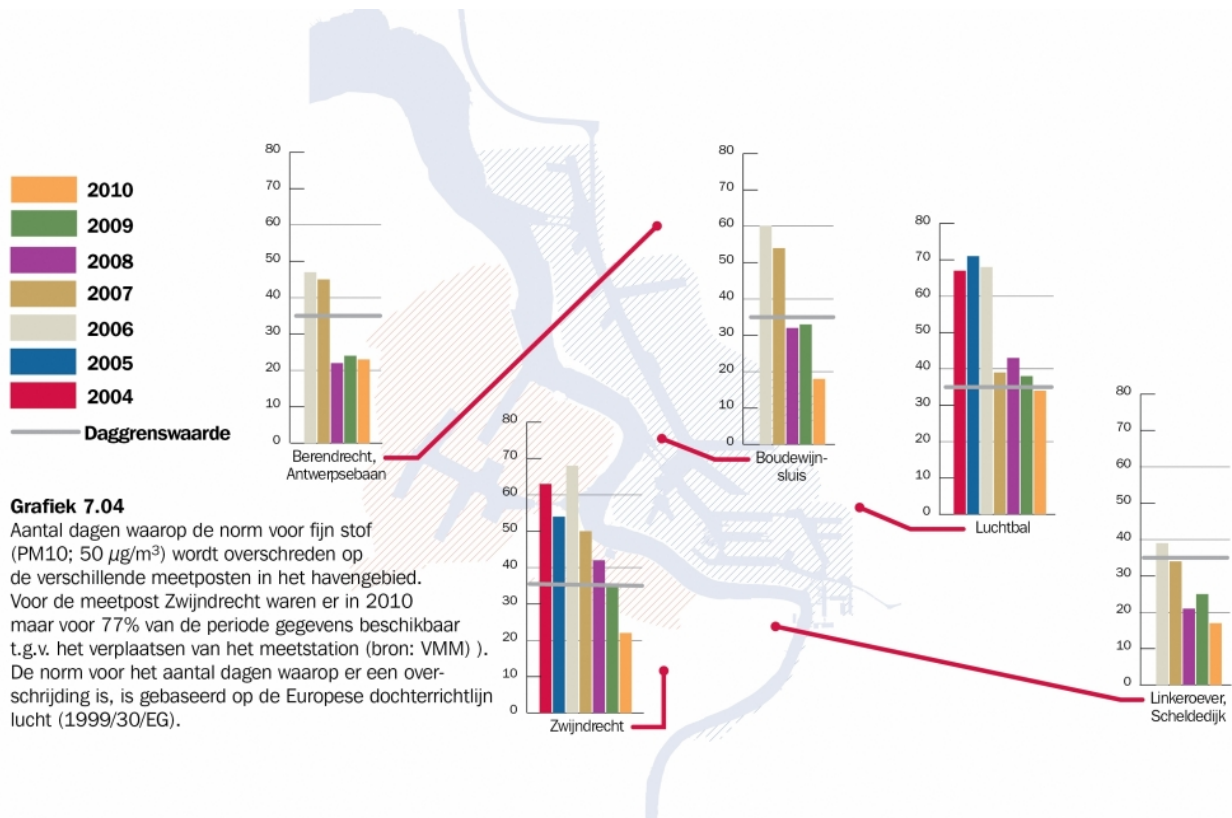 2010
2009
2008
2007
2006
2005
2004
Daggrenswaarde
Grafiek 7.04
Aantal dagen waarop de norm voor fijn stof
(PM10; 50 µg/m³) wordt overschreden op
de verschillende meetposten in het havengebied.
Voor de meetpost Zwijndrecht waren er in 2010
maar voor 77% van de periode gegevens beschikbaar
t.g.v. het verplaatsen van het meetstation (bron: VMM) ).
De norm voor het aantal dagen waarop er een over-
schrijding is, is gebaseerd op de Europese dochterrichtlijn
lucht (1999/30/EG).
80
70
60
50
40
30
20
10
0
Berendrecht,
Antwerpsebaan
80
70
60
50
40
30
20
10
0
Zwijndrecht
80
70
60
50
40
30
20
10
0
Boudewijn-
sluis
80
70
60
50
40
30
20
10
0
Luchtbal
80
70
60
50
40
30
20
10
0
Linkeroever,
Scheldedijk